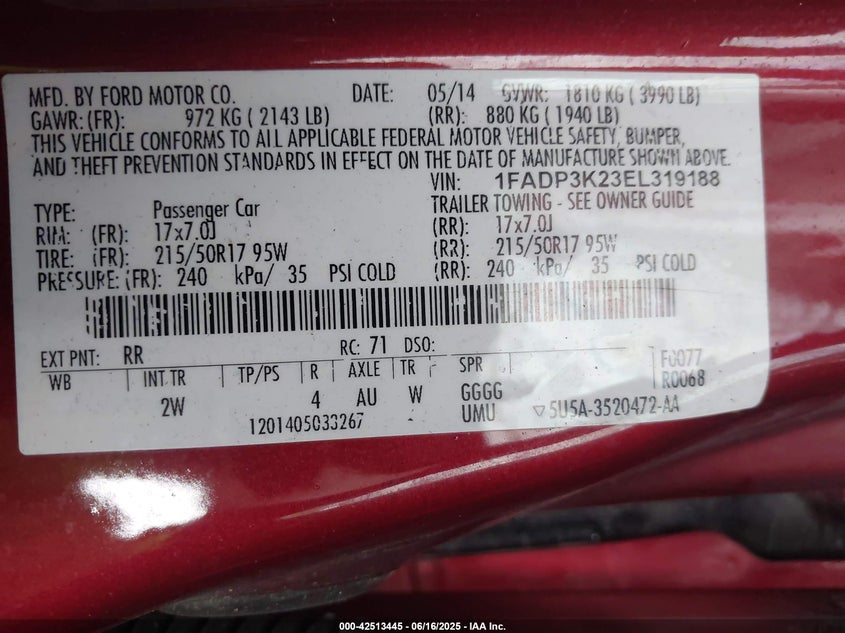 MFD. BY FORD MOTOR CO. DATE: 05/14 GVWR: 1810 KG ( 3990 LB)
GAWR: (FR): 972 KG ( 2143 LB) (RR): 880 KG ( 1940 LB)
THIS VEHICLE CONFORMS TO ALL APPLICABLE FEDERAL MOTOR VEHICLE SAFETY, BUMPER,
AND THEFT PREVENTION STANDARDS IN EFFECT ON THE DATE OF MANUFACTURE SHOWN ABOVE.
VIN: 1FADP3K23EL319188
TYPE: Passenger Car TRAILER TOWING - SEE OWNER GUIDE
RIM: (FR): 17x7.0J (RR): 17x7.0J
TIRE: (FR): 215/50R17 95W (RR): 215/50R17 95W
PRESSURE: (FR): 240 kPa/ 35 PSI COLD (RR): 240 kPa/ 35 PSI COLD
EXT PNT: RR RC: 71 DSO:
WB INT TR TP/PS R AXLE TR SPR F0077
2W 4 AU W GGGG R0068
UMU ▽5U5A-3520472-AA
1201405033267
000-42513445 - 06/16/2025 - IAA Inc.